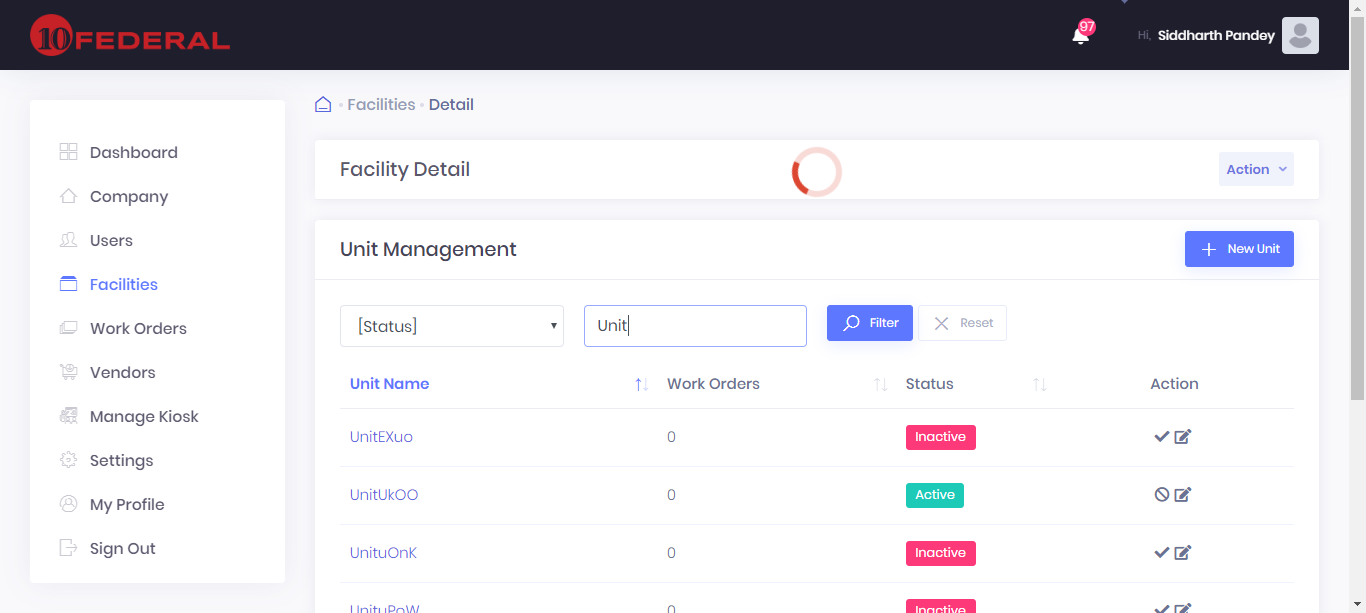 10 FEDERAL
97
Hi, Siddharth Pandey
Facilities • Detail
Dashboard
Company
Users
Facilities
Work Orders
Vendors
Manage Kiosk
Settings
My Profile
Sign Out
Facility Detail
Action
Unit Management
New Unit
[Status]
Unit
Filter
Reset
Unit Name Work Orders Status Action
UnitEXuo 0 Inactive
UnitUkOO 0 Active
UnituOnK 0 Inactive
UnituPoW 0 Inactive